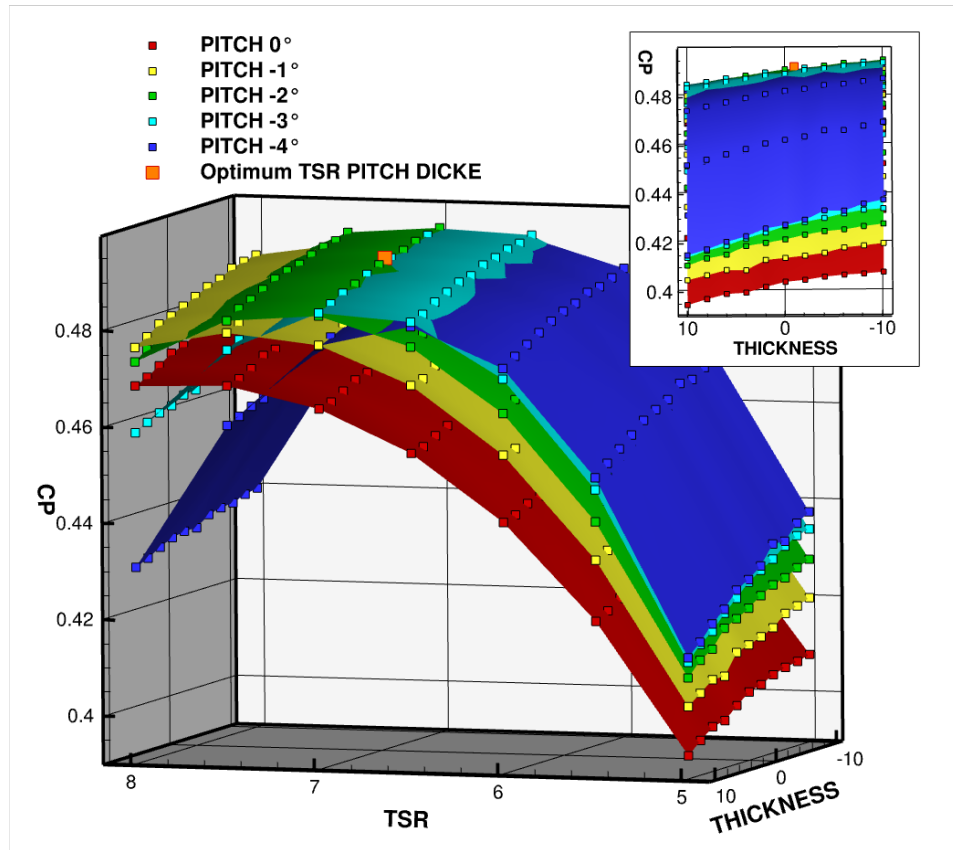 PITCH 0°
PITCH -1°
PITCH -2°
PITCH -3°
PITCH -4°
Optimum TSR PITCH DICKE
CP
0.48
0.46
0.44
0.42
0.4
10
0
-10
THICKNESS
0.48
0.46
0.44
0.42
0.4
CP
8
7
6
5
TSR
10
0
-10
THICKNESS